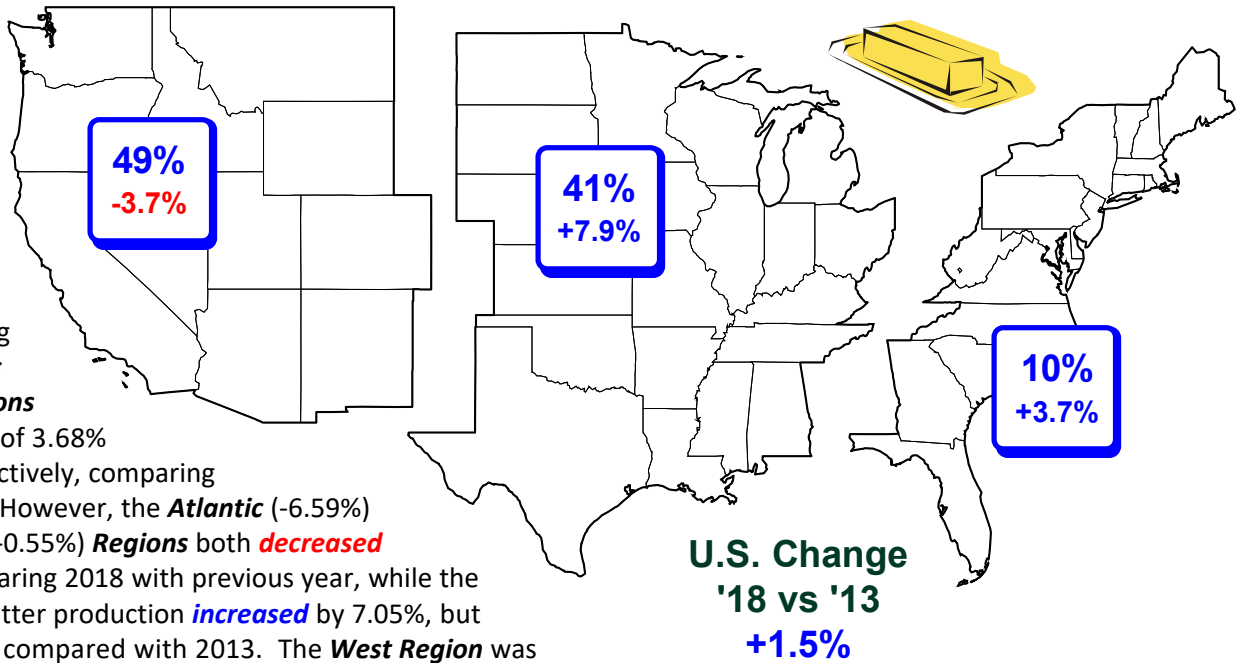 49%
-3.7%
41%
+7.9%
10%
+3.7%
ons
of 3.68%
ctively, comparing
However, the Atlantic (-6.59%)
-0.55%) Regions both decreased
aring 2018 with previous year, while the
tter production increased by 7.05%, but
compared with 2013. The West Region was
U.S. Change
'18 vs '13
+1.5%